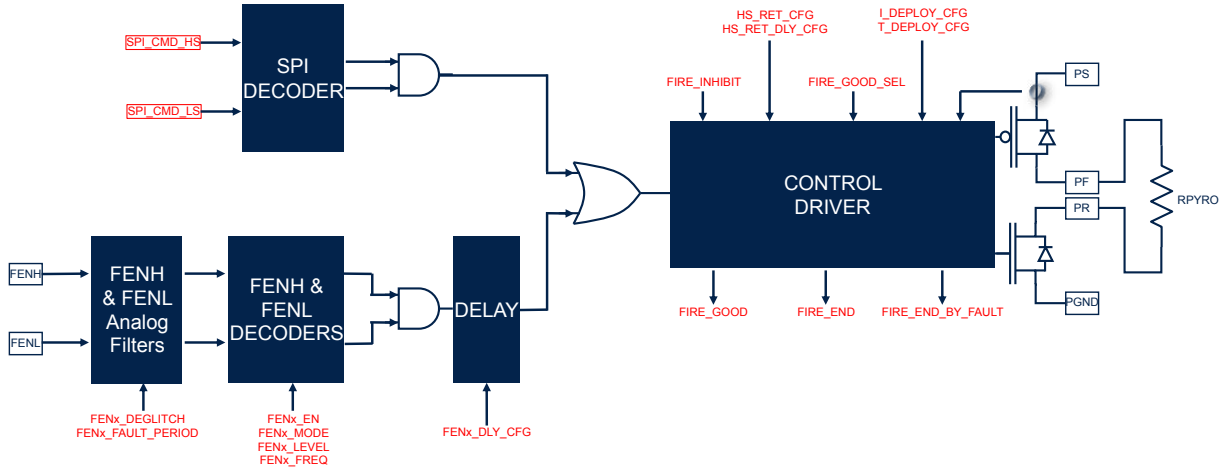 HS_RET_CFG
HS_RET_DLY_CFG
I_DEPLOY_CFG
T_DEPLOY_CFG
SPI_CMD_HS
SPI
DECODER
SPI_CMD_LS
FIRE_INHIBIT
FIRE_GOOD_SEL
PS
CONTROL
DRIVER
PF
PR
RPYRO
PGND
FENH
FENL
FENH
& FENL
Analog
Filters
FENH &
FENL
DECODERS
DELAY
FIRE_GOOD
FIRE_END
FIRE_END_BY_FAULT
FENx_DEGLITCH
FENx_FAULT_PERIOD
FENx_EN
FENx_MODE
FENx_LEVEL
FENx_FREQ
FENx_DLY_CFG